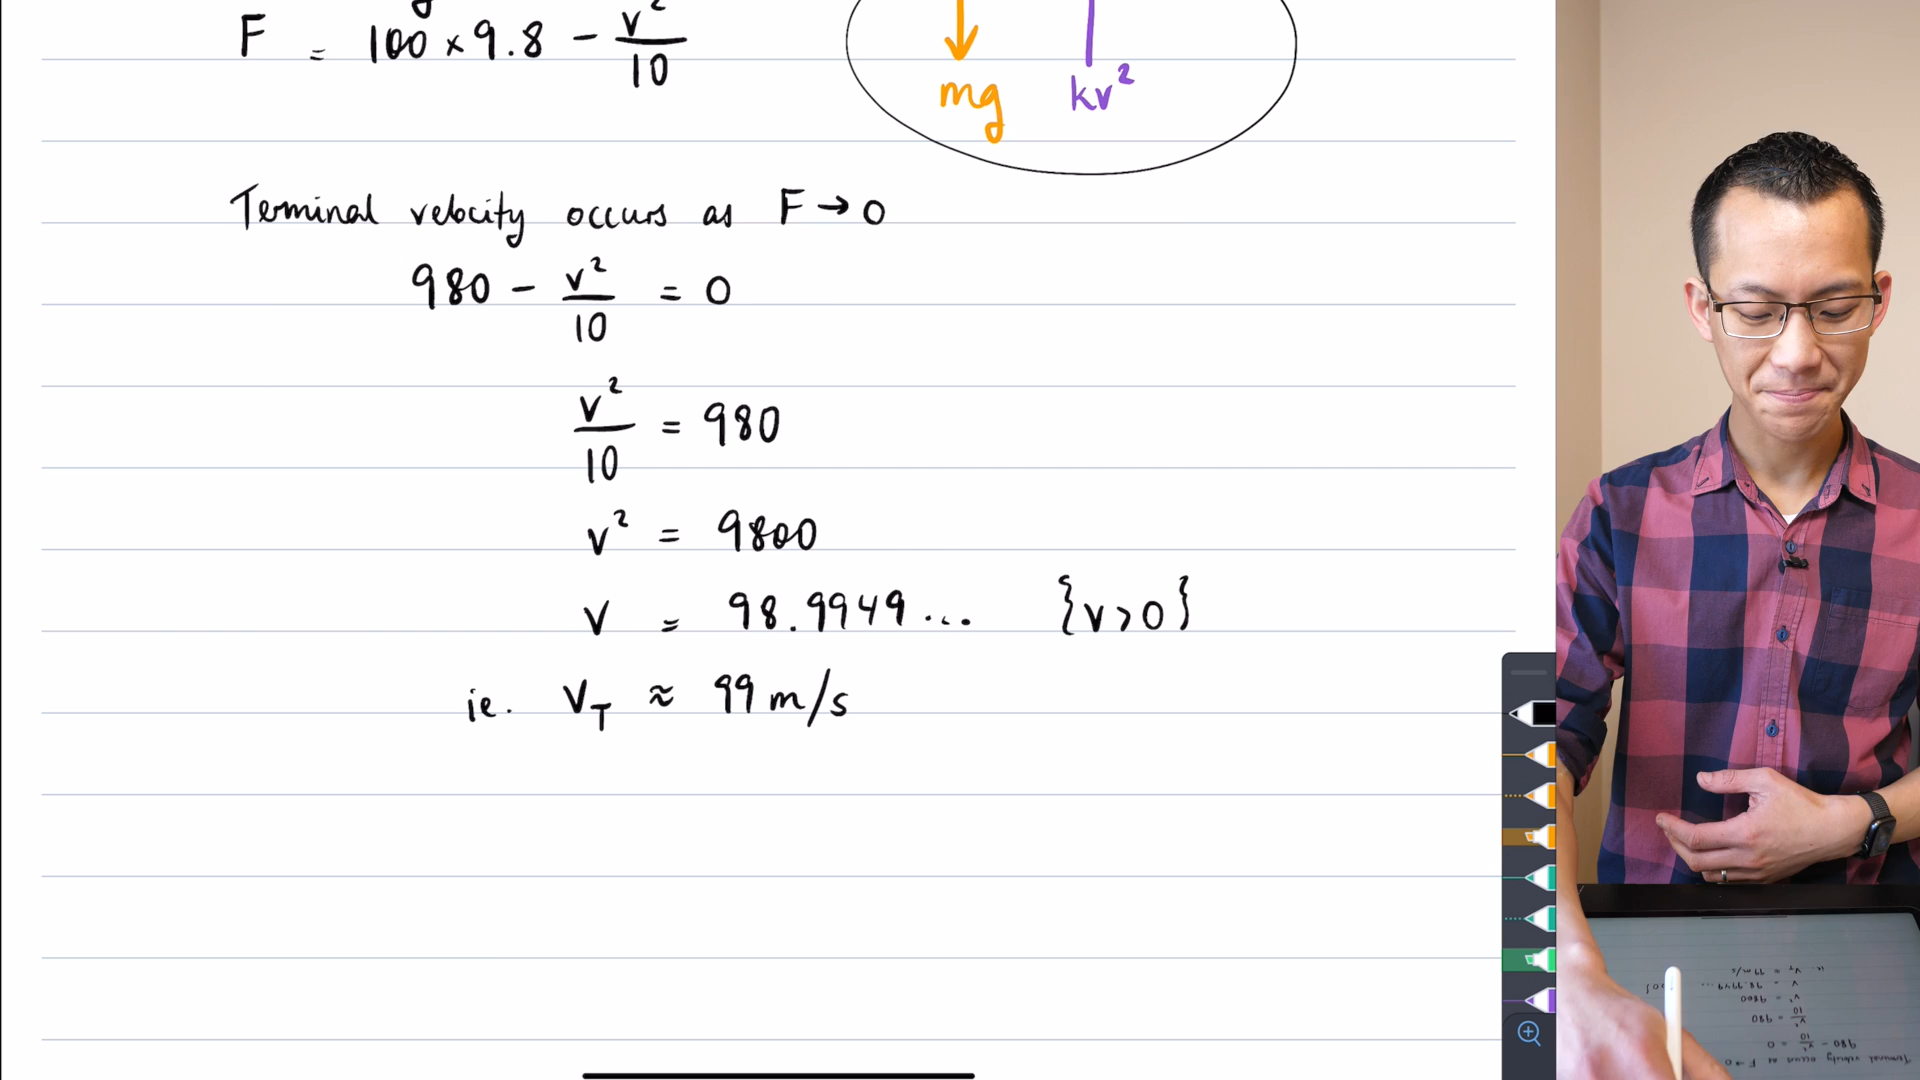 F = 100 × 9.8 − v²/10
mg kv²
Terminal velocity occurs as F → 0
980 − v²/10 = 0
v²/10 = 980
v² = 9800
v = 98.9949... {v>0}
ie. v_T ≈ 99 m/s